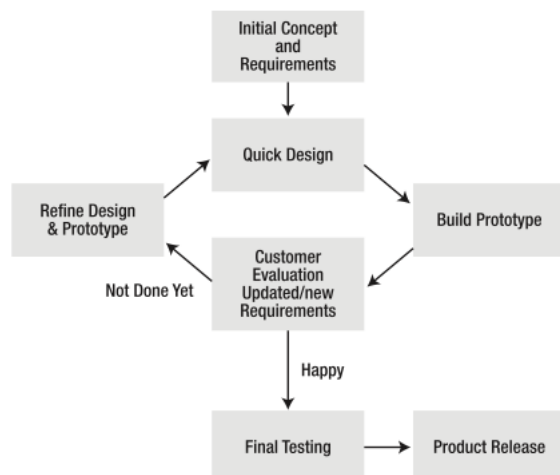 Initial Concept
and
Requirements
Quick Design
Refine Design
& Prototype
Build Prototype
Customer
Evaluation
Updated/new
Requirements
Not Done Yet
Happy
Final Testing
Product Release